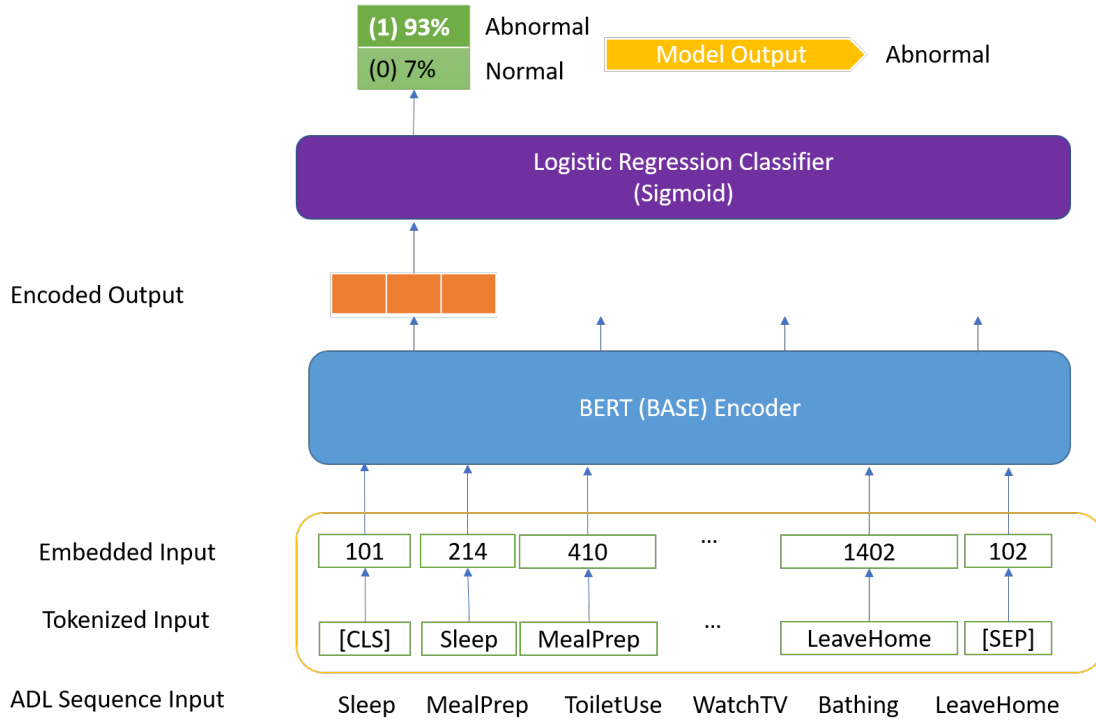 (1) 93% Abnormal
(0) 7% Normal
Model Output Abnormal
Logistic Regression Classifier
(Sigmoid)
Encoded Output
BERT (BASE) Encoder
Embedded Input 101 214 410 ... 1402 102
Tokenized Input [CLS] Sleep MealPrep ... LeaveHome [SEP]
ADL Sequence Input Sleep MealPrep ToiletUse WatchTV Bathing LeaveHome